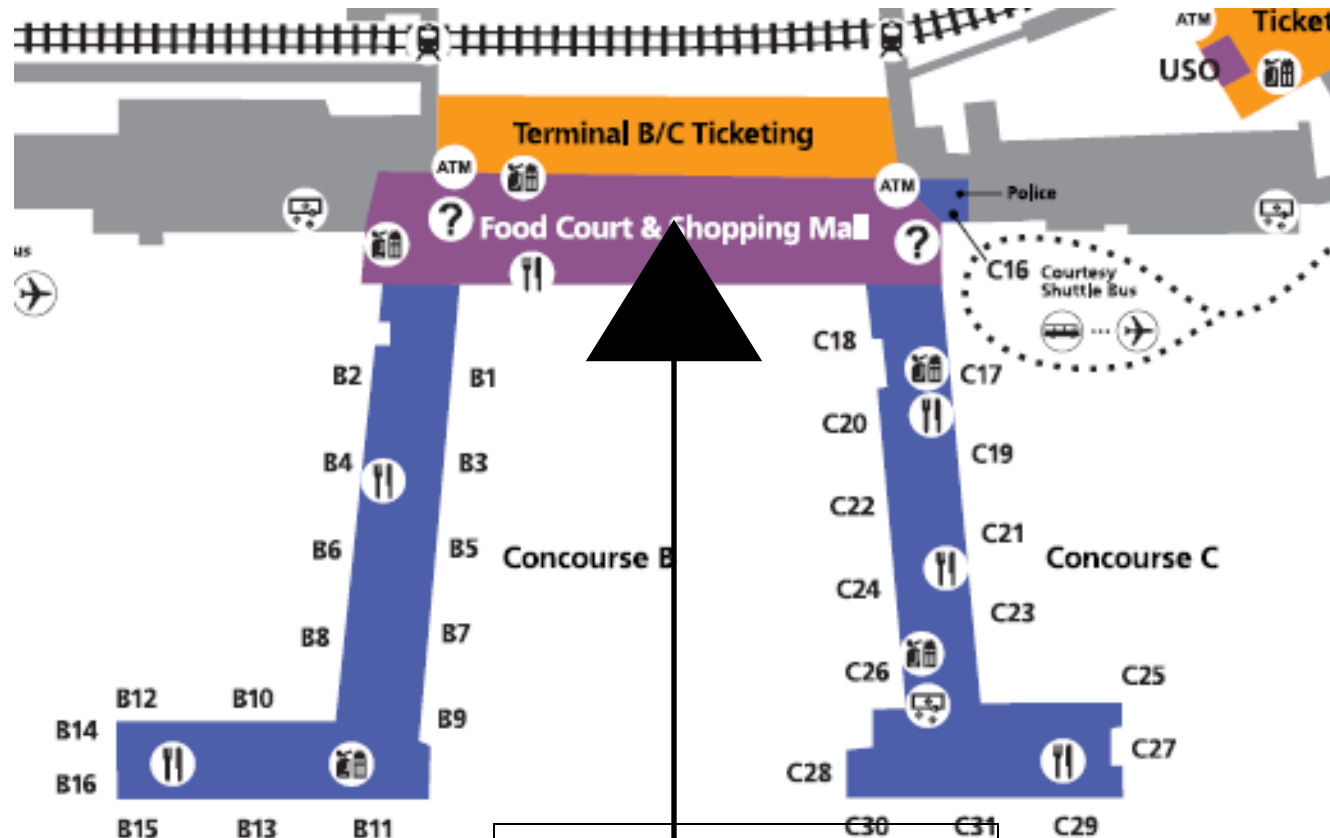 ATM
Ticket
USO
Terminal B/C Ticketing
ATM
ATM
Police
? Food Court & Shopping Mall ?
us
C16
Courtesy
Shuttle Bus
...
C18
B2
B1
C17
C20
B4
B3
C19
C22
B6
B5
Concourse B
C21
Concourse C
C24
B8
B7
C23
C26
C25
B12
B10
B9
B14
C27
B16
C28
B15
B13
B11
C30
C31
C29